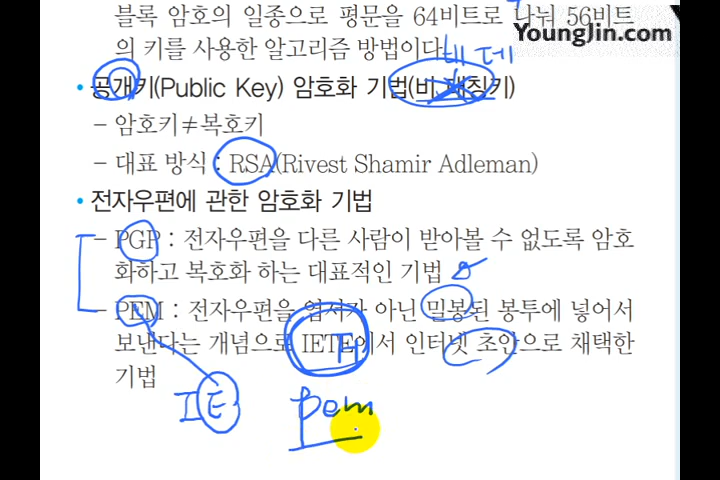 블록 암호의 일종으로 평문을 64비트로 나눠 56비트
YoungJin.com
의 키를 사용한 알고리즘 방법이다
• 공개키(Public Key) 암호화 기법(비대칭키)
– 암호키≠복호키
– 대표 방식 : RSA(Rivest Shamir Adleman)
• 전자우편에 관한 암호화 기법
– PGP : 전자우편을 다른 사람이 받아볼 수 없도록 암호
화하고 복호화 하는 대표적인 기법
– PEM : 전자우편을 엽서가 아닌 밀봉된 봉투에 넣어서
보낸다는 개념으로 IETF에서 인터넷 초안으로 채택한
기법
IE
pem